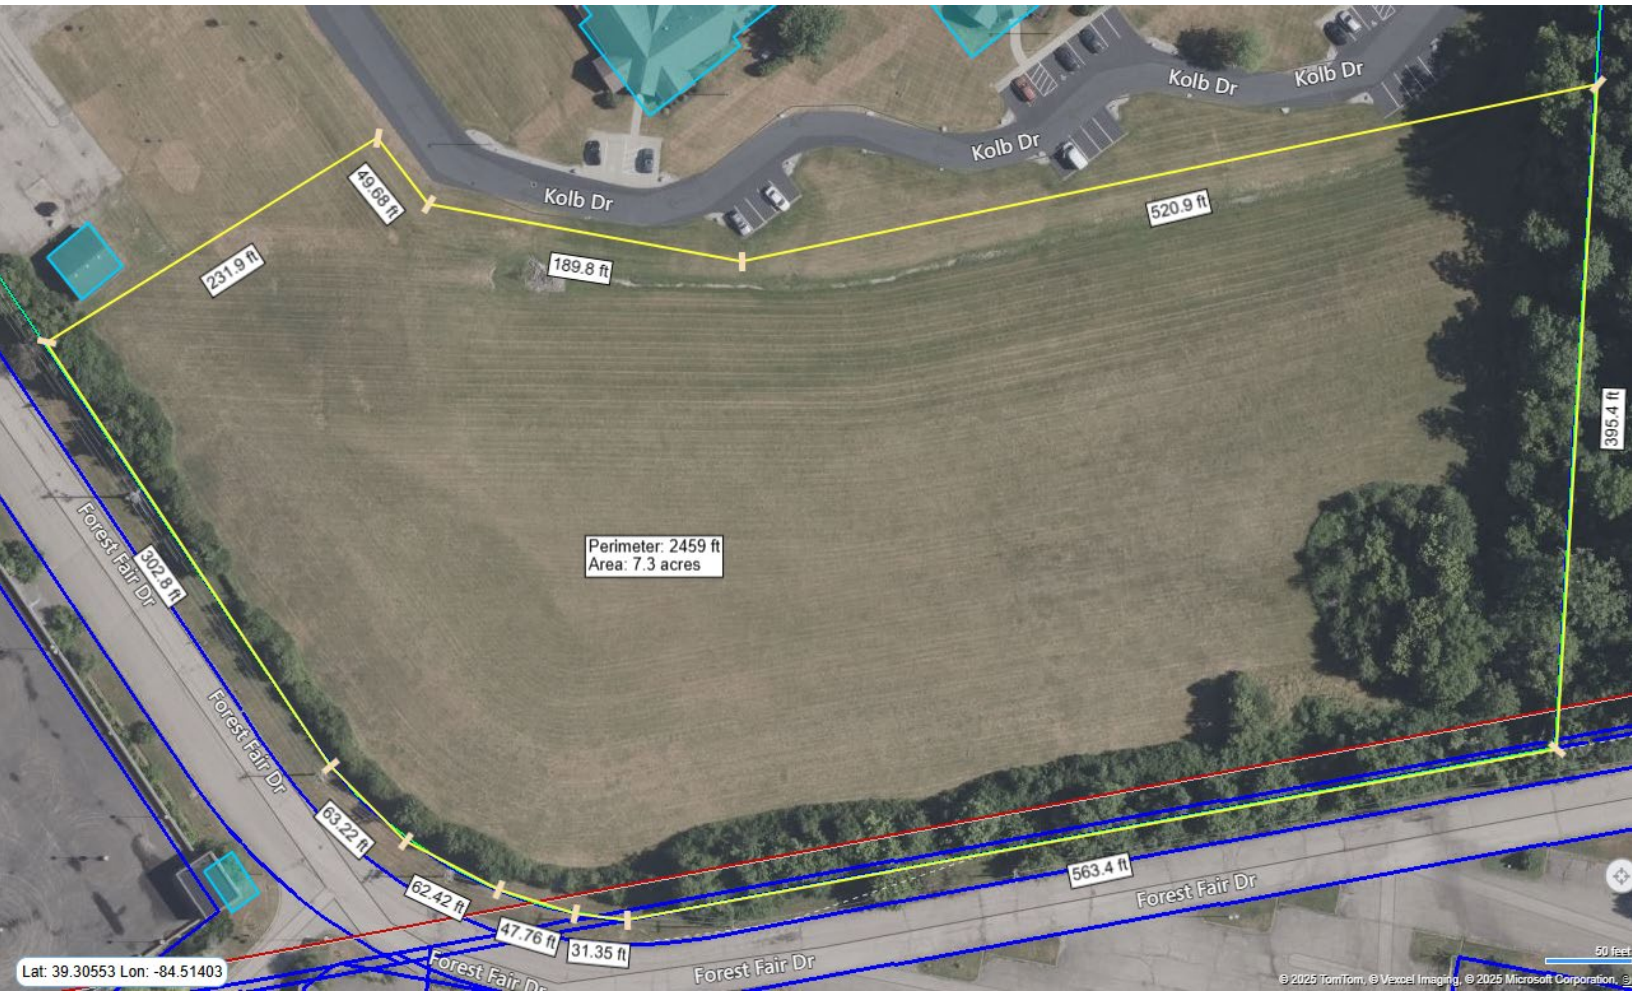 Kolb Dr
Kolb Dr
Kolb Dr
Kolb Dr
49.68 ft
231.9 ft
189.8 ft
520.9 ft
395.4 ft
Perimeter: 2459 ft
Area: 7.3 acres
302.8 ft
Forest Fair Dr
Forest Fair Dr
63.22 ft
62.42 ft
47.76 ft
31.35 ft
563.4 ft
Forest Fair Dr
Forest Fair Dr
Forest Fair Dr
50 feet
Lat: 39.30553 Lon: -84.51403
© 2025 TomTom, © Vexcel Imaging, © 2025 Microsoft Corporation,